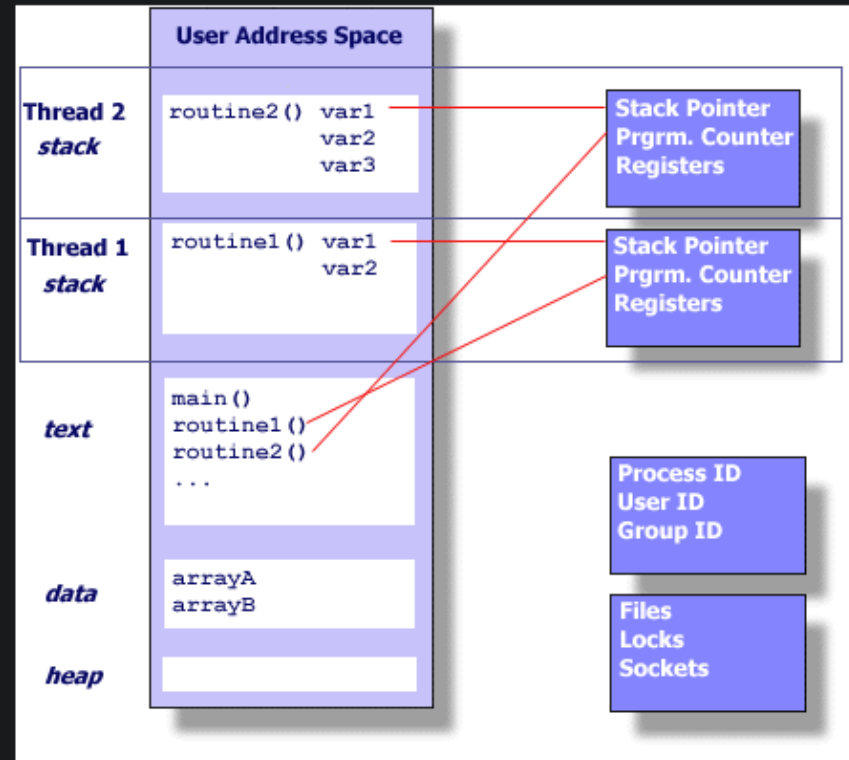 User Address Space
Thread 2
stack
routine2() var1
var2
var3
Stack Pointer
Prgrm. Counter
Registers
Thread 1
stack
routine1() var1
var2
Stack Pointer
Prgrm. Counter
Registers
text
main()
routine1()
routine2()
...
Process ID
User ID
Group ID
data
arrayA
arrayB
Files
Locks
Sockets
heap